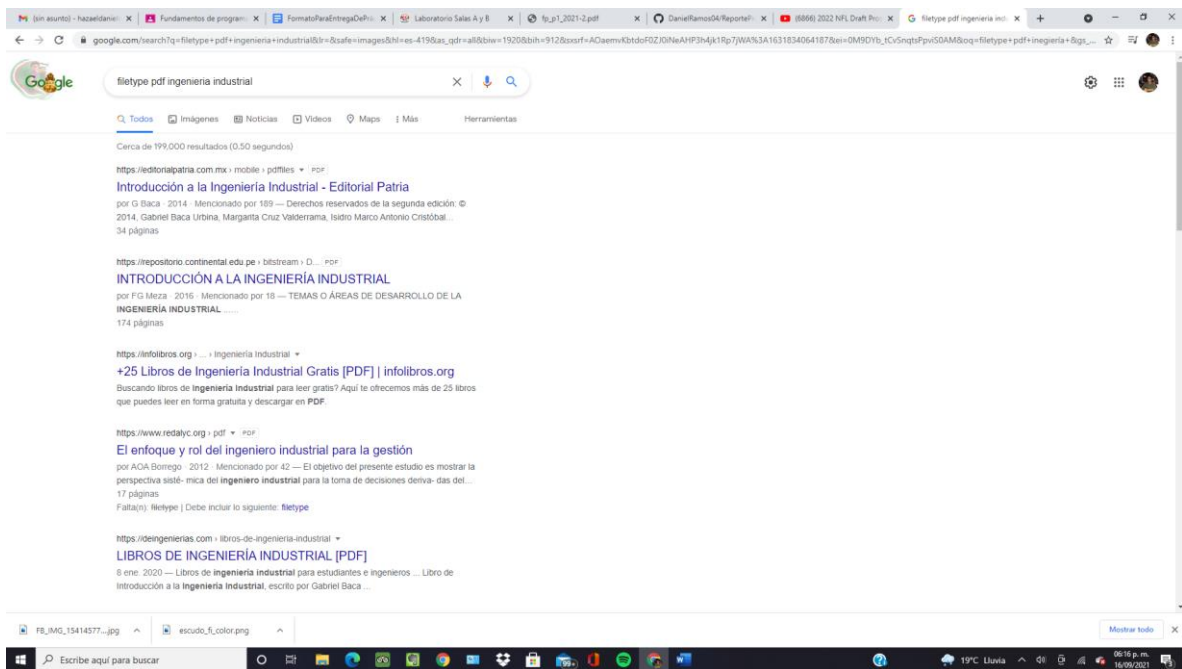 (sin asunto) - hazaeldaniel
Fundamentos de program
FormatoParaEntregaDePrá
Laboratorio Salas A y B
fp_p1_2021-2.pdf
DanielRamos04/ReporteP
(6866) 2022 NFL Draft Pro
filetype pdf ingenieria indu
Google
filetype pdf ingenieria industrial
Todos Imágenes Noticias Videos Maps Más Herramientas
Cerca de 199,000 resultados (0.50 segundos)
https://editorialpatria.com.mx › mobile › pdffiles PDF
Introducción a la Ingeniería Industrial - Editorial Patria
por G Baca · 2014 · Mencionado por 189 — Derechos reservados de la segunda edición: ©
2014, Gabriel Baca Urbina, Margarita Cruz Valderrama, Isidro Marco Antonio Cristóbal...
34 páginas
https://repositorio.continental.edu.pe › bitstream › D... PDF
INTRODUCCIÓN A LA INGENIERÍA INDUSTRIAL
por FG Meza · 2016 · Mencionado por 18 — TEMAS O ÁREAS DE DESARROLLO DE LA
INGENIERÍA INDUSTRIAL ......
174 páginas
https://infolibros.org › ... › Ingeniería Industrial
+25 Libros de Ingeniería Industrial Gratis [PDF] | infolibros.org
Buscando libros de Ingeniería Industrial para leer gratis? Aquí te ofrecemos más de 25 libros
que puedes leer en forma gratuita y descargar en PDF.
https://www.redalyc.org › pdf PDF
El enfoque y rol del ingeniero industrial para la gestión
por AOA Borrego · 2012 · Mencionado por 42 — El objetivo del presente estudio es mostrar la
perspectiva sisté- mica del ingeniero industrial para la toma de decisiones deriva- das del...
17 páginas
Falta(n): filetype | Debe incluir lo siguiente: filetype
https://deingenierias.com › libros-de-ingenieria-industrial
LIBROS DE INGENIERÍA INDUSTRIAL [PDF]
8 ene. 2020 — Libros de ingeniería industrial para estudiantes e ingenieros ... Libro de
Introducción a la Ingeniería Industrial, escrito por Gabriel Baca ...
FB_IMG_15414577....jpg
escudo_fi_color.png
Mostrar todo
Escribe aquí para buscar
99+
19°C Lluvia
06:16 p. m.
16/09/2021